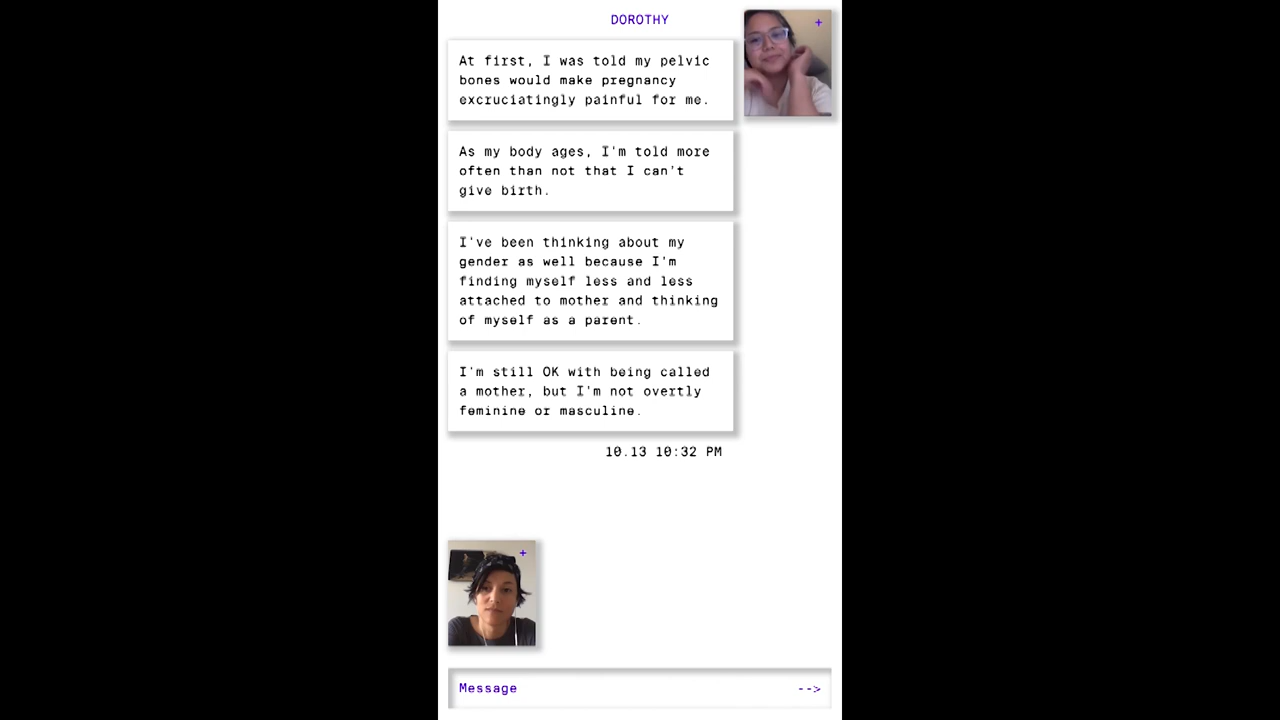 DOROTHY
+
At first, I was told my pelvic
bones would make pregnancy
excruciatingly painful for me.
As my body ages, I'm told more
often than not that I can't
give birth.
I've been thinking about my
gender as well because I'm
finding myself less and less
attached to mother and thinking
of myself as a parent.
I'm still OK with being called
a mother, but I'm not overtly
feminine or masculine.
10.13 10:32 PM
+
Message -->